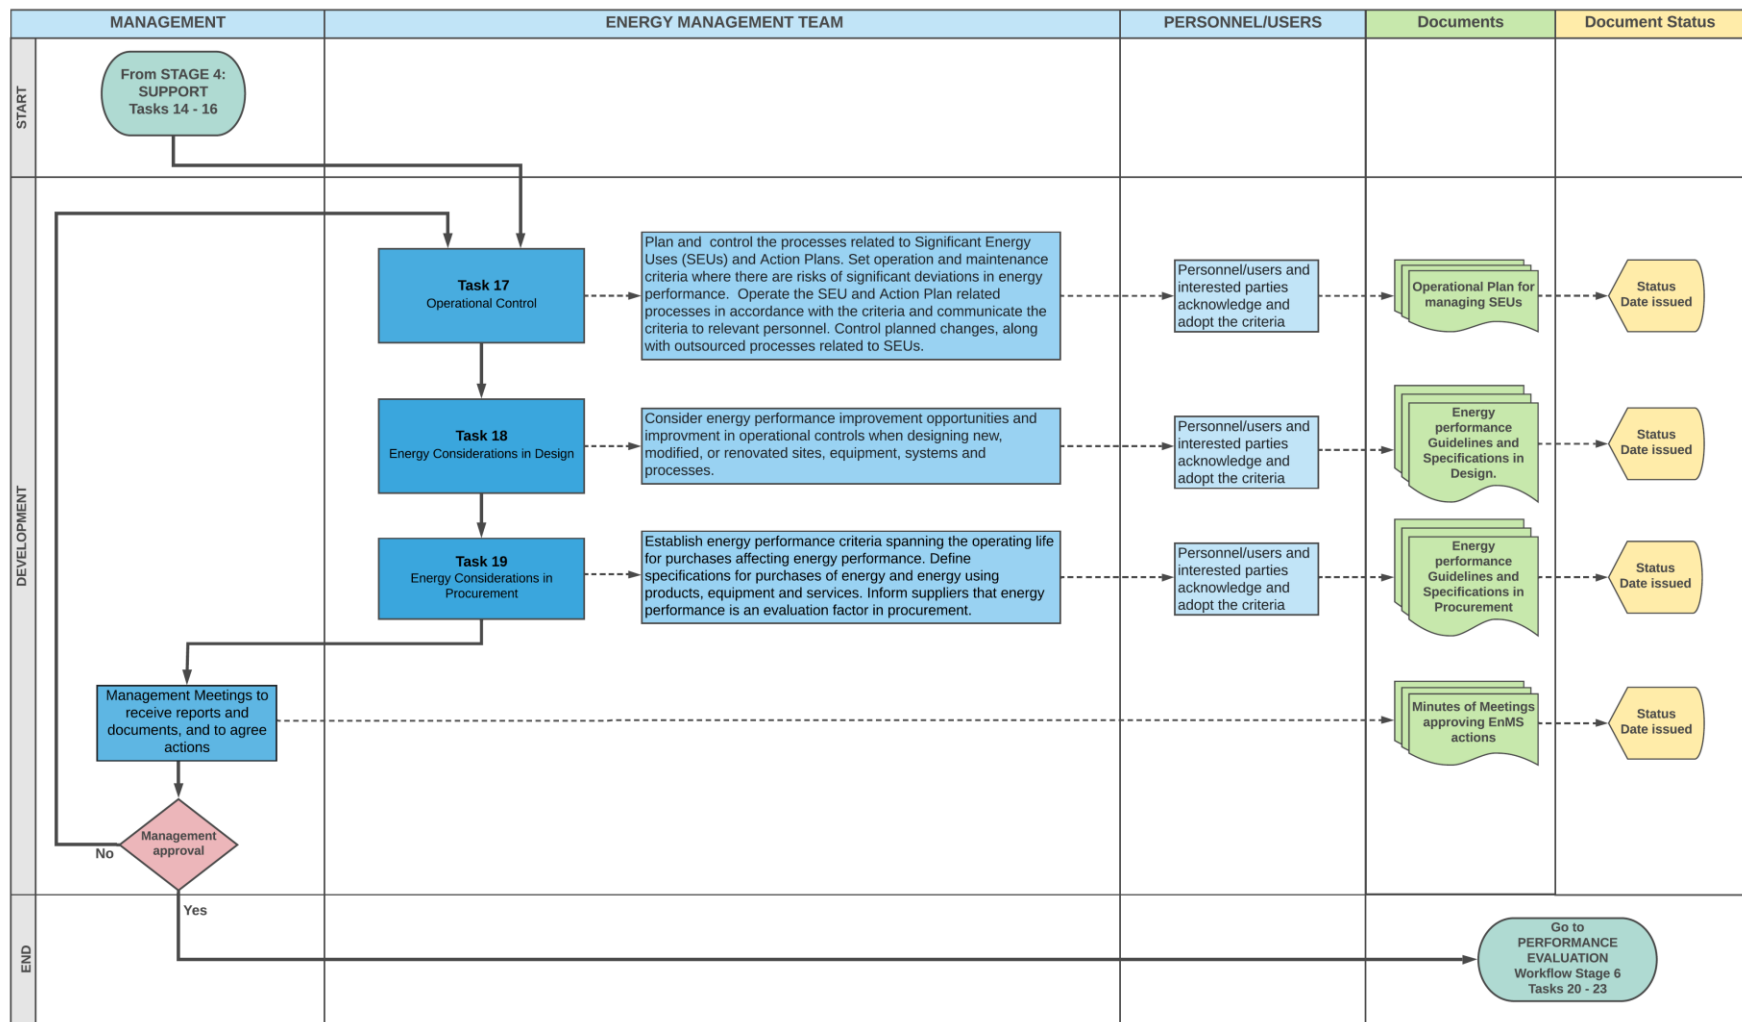 MANAGEMENT
ENERGY MANAGEMENT TEAM
PERSONNEL/USERS
Documents
Document Status
START
From STAGE 4:
SUPPORT
Tasks 14 - 16
DEVELOPMENT
Task 17
Operational Control
Plan and  control the processes related to Significant Energy
Uses (SEUs) and Action Plans. Set operation and maintenance
criteria where there are risks of significant deviations in energy
performance.  Operate the SEU and Action Plan related
processes in accordance with the criteria and communicate the
criteria to relevant personnel. Control planned changes, along
with outsourced processes related to SEUs.
Personnel/users and
interested parties
acknowledge and
adopt the criteria
Operational Plan for
managing SEUs
Status
Date issued
Task 18
Energy Considerations in Design
Consider energy performance improvement opportunities and
improvment in operational controls when designing new,
modified, or renovated sites, equipment, systems and
processes.
Personnel/users and
interested parties
acknowledge and
adopt the criteria
Energy
performance
Guidelines and
Specifications in
Design.
Status
Date issued
Task 19
Energy Considerations in
Procurement
Establish energy performance criteria spanning the operating life
for purchases affecting energy performance. Define
specifications for purchases of energy and energy using
products, equipment and services. Inform suppliers that energy
performance is an evaluation factor in procurement.
Personnel/users and
interested parties
acknowledge and
adopt the criteria
Energy
performance
Guidelines and
Specifications in
Procurement
Status
Date issued
Management Meetings to
receive reports and
documents, and to agree
actions
Minutes of Meetings
approving EnMS
actions
Status
Date issued
Management
approval
No
Yes
END
Go to
PERFORMANCE
EVALUATION
Workflow Stage 6
Tasks 20 - 23